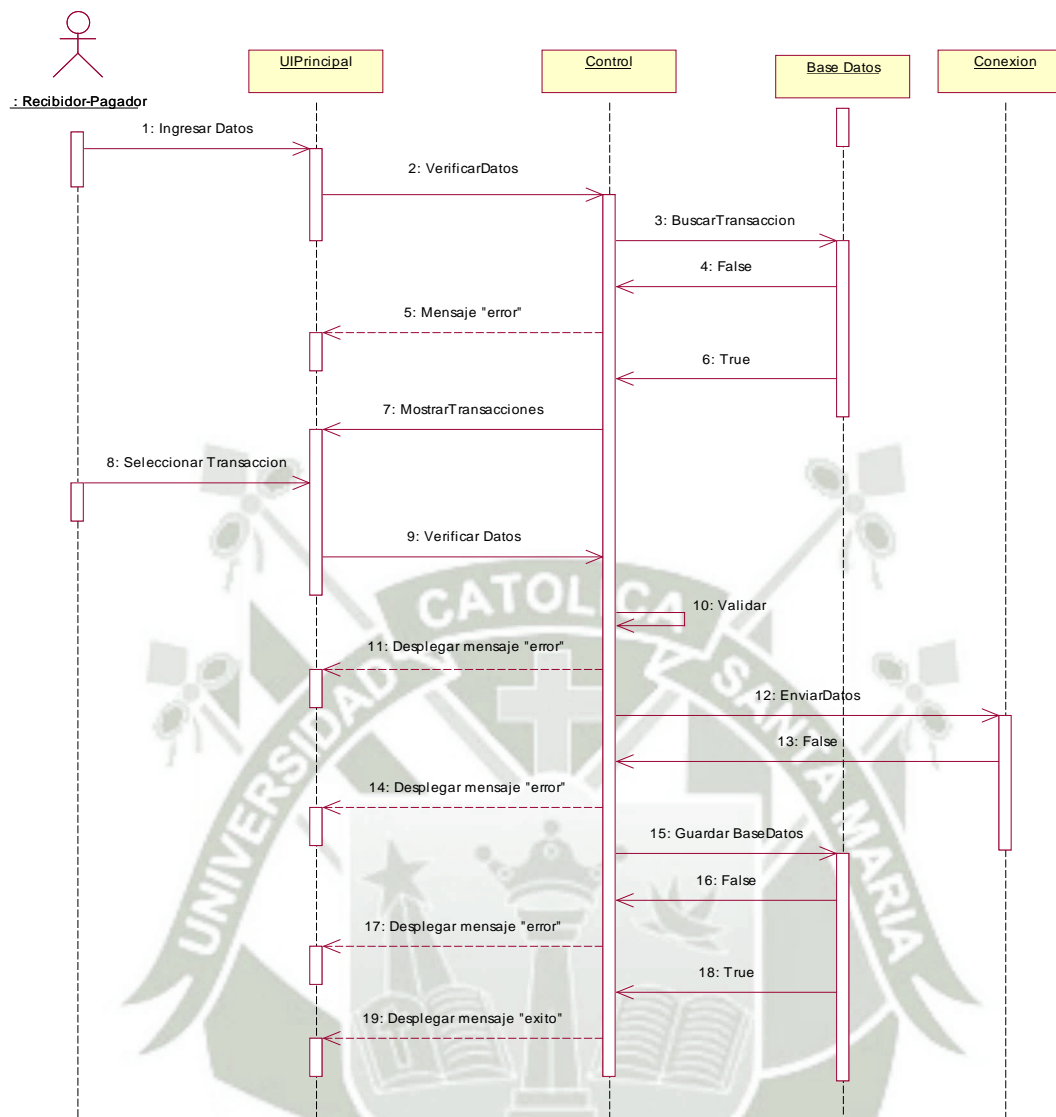 : Recibidor-Pagador
UIPrincipal
Control
Base Datos
Conexion
1: Ingresar Datos
2: VerificarDatos
3: BuscarTransaccion
4: False
5: Mensaje "error"
6: True
7: MostrarTransacciones
8: Seleccionar Transaccion
9: Verificar Datos
10: Validar
11: Desplegar mensaje "error"
12: EnviarDatos
13: False
14: Desplegar mensaje "error"
15: Guardar BaseDatos
16: False
17: Desplegar mensaje "error"
18: True
19: Desplegar mensaje "exito"
UNIVERSIDAD CATOLICA SANTA MARIA